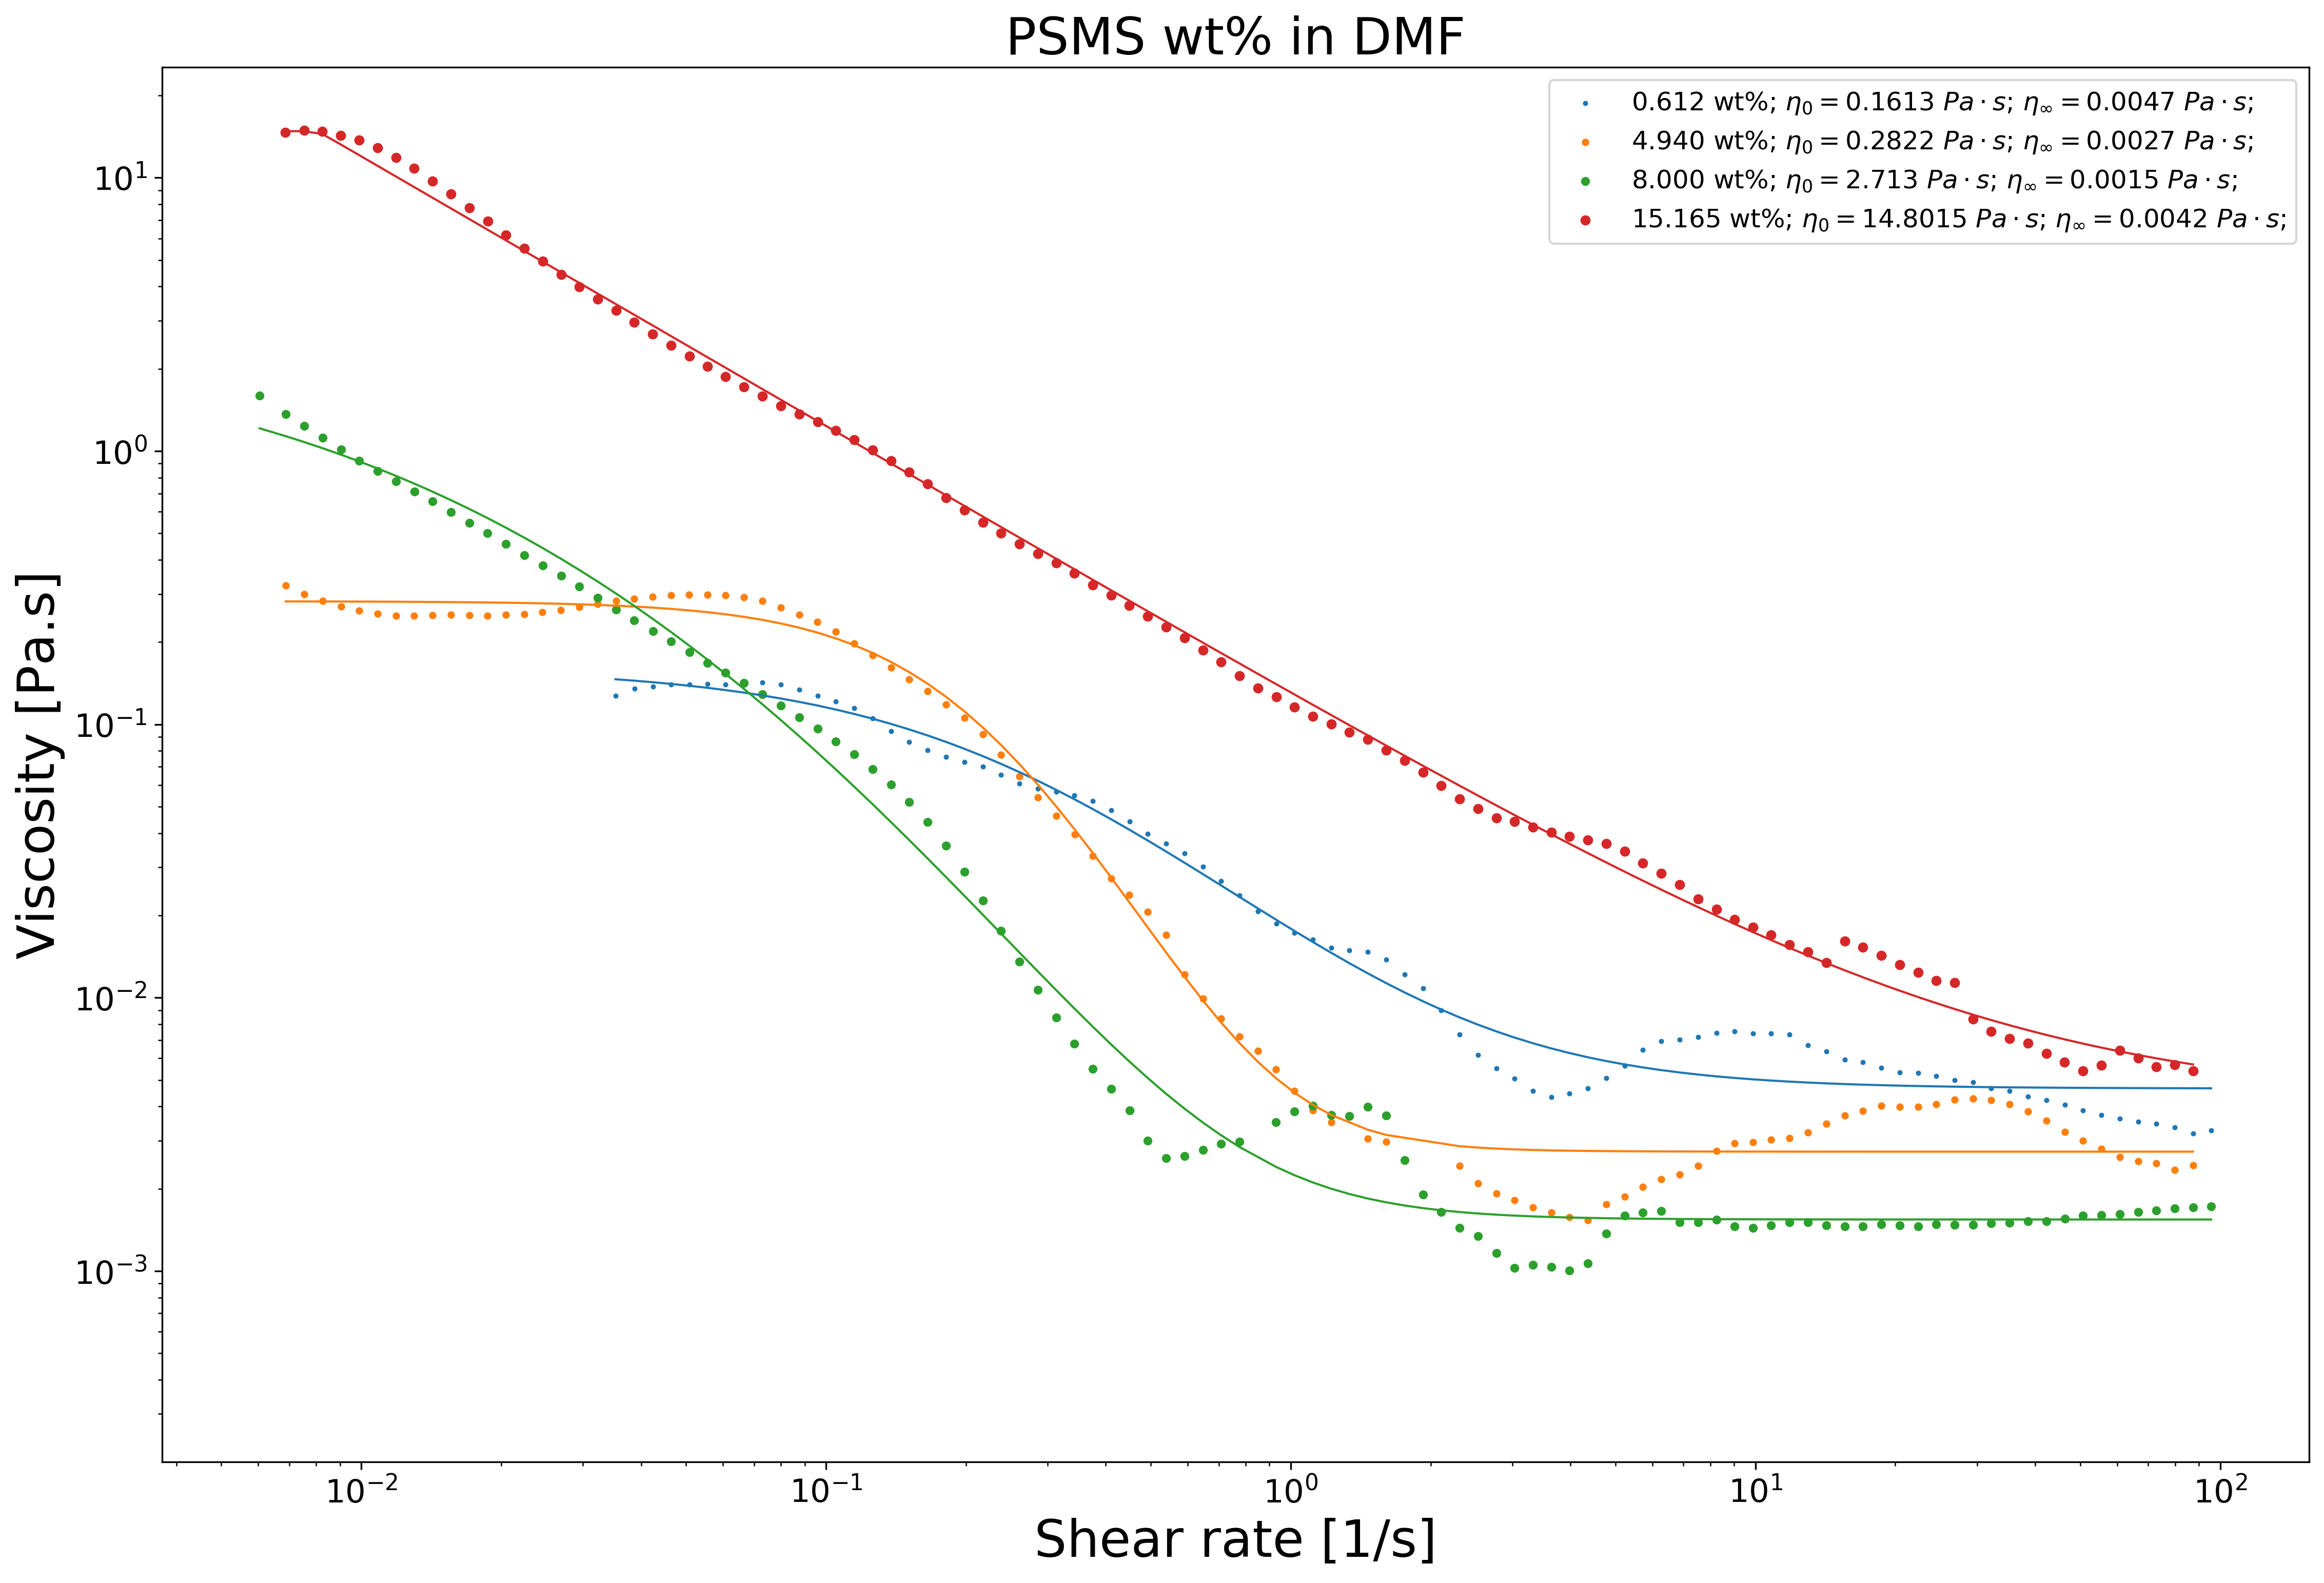 PSMS wt% in DMF
0.612 wt%; η₀ = 0.1613 Pa · s; η∞ = 0.0047 Pa · s;
4.940 wt%; η₀ = 0.2822 Pa · s; η∞ = 0.0027 Pa · s;
8.000 wt%; η₀ = 2.713 Pa · s; η∞ = 0.0015 Pa · s;
15.165 wt%; η₀ = 14.8015 Pa · s; η∞ = 0.0042 Pa · s;
Viscosity [Pa.s]
10¹
10⁰
10⁻¹
10⁻²
10⁻³
10⁻² 10⁻¹ 10⁰ 10¹ 10²
Shear rate [1/s]